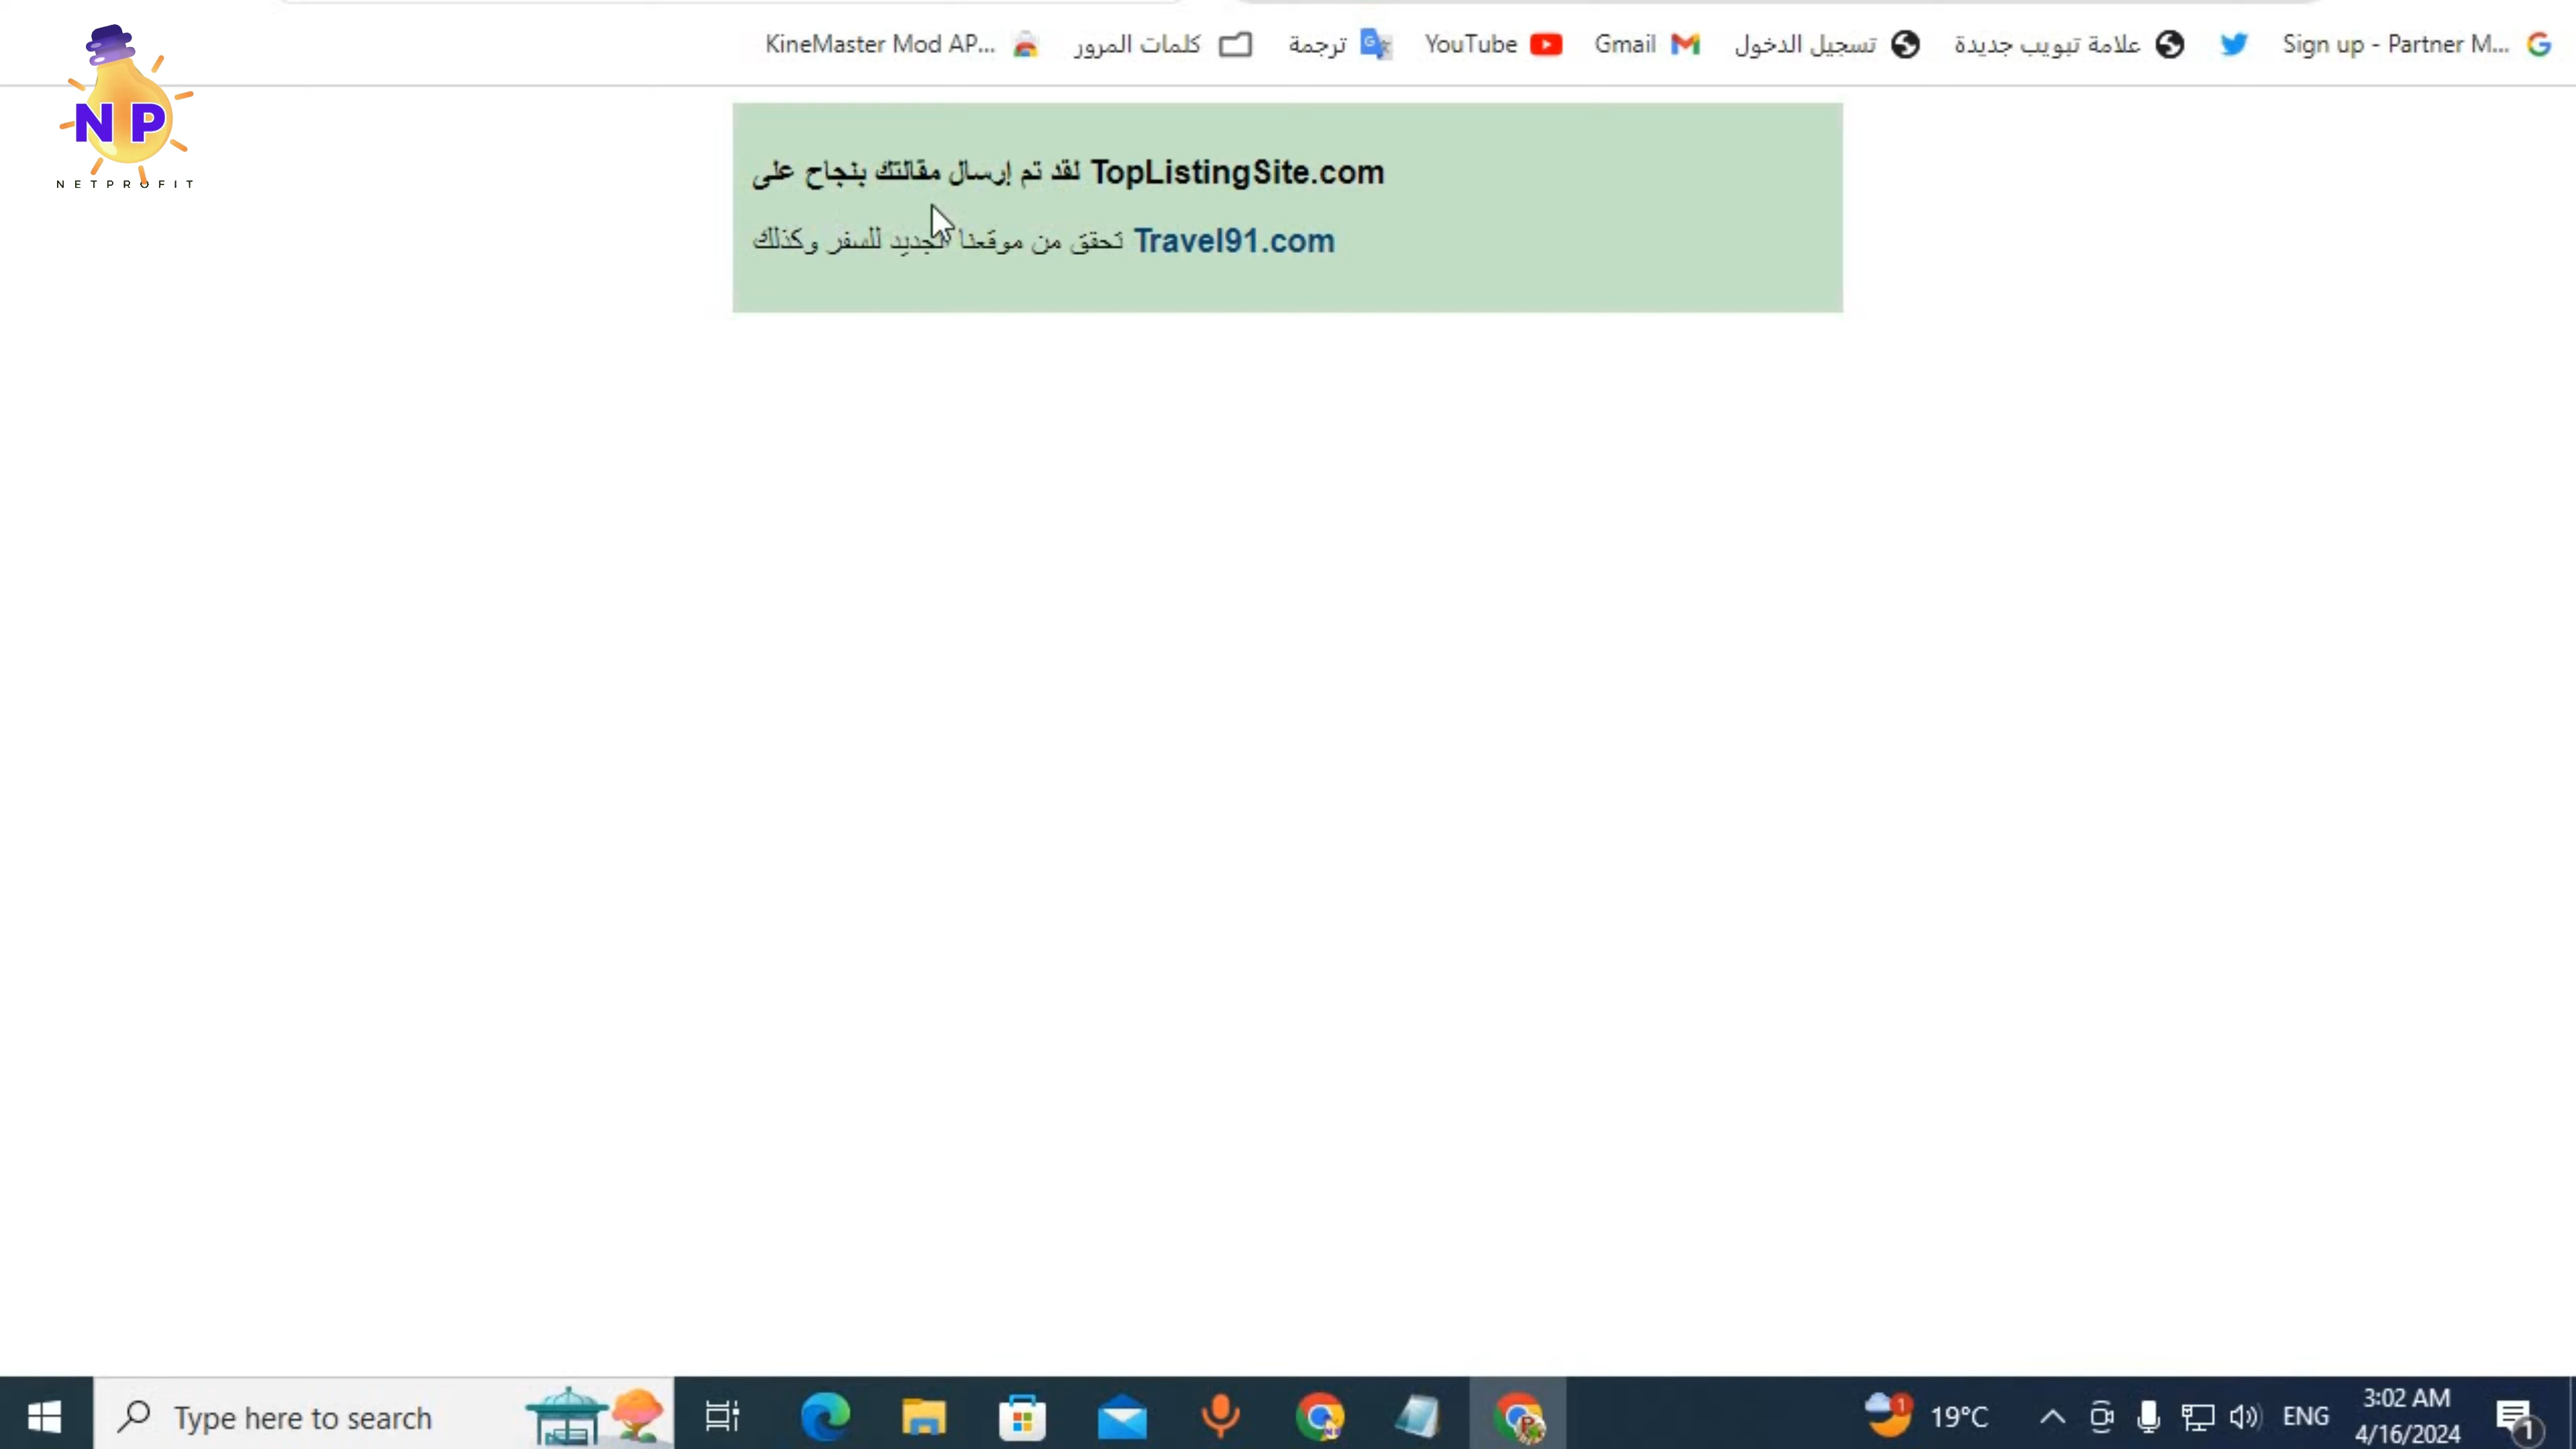 KineMaster Mod AP... كلمات المرور ترجمة YouTube Gmail تسجيل الدخول علامة تبويب جديدة Sign up - Partner M...
N P
NETPROFIT
لقد تم إرسال مقالتك بنجاح على TopListingSite.com
تحقق من موقعنا الجديد للسفر وكذلك Travel91.com
Type here to search
19°C
ENG
3:02 AM
4/16/2024
1
1